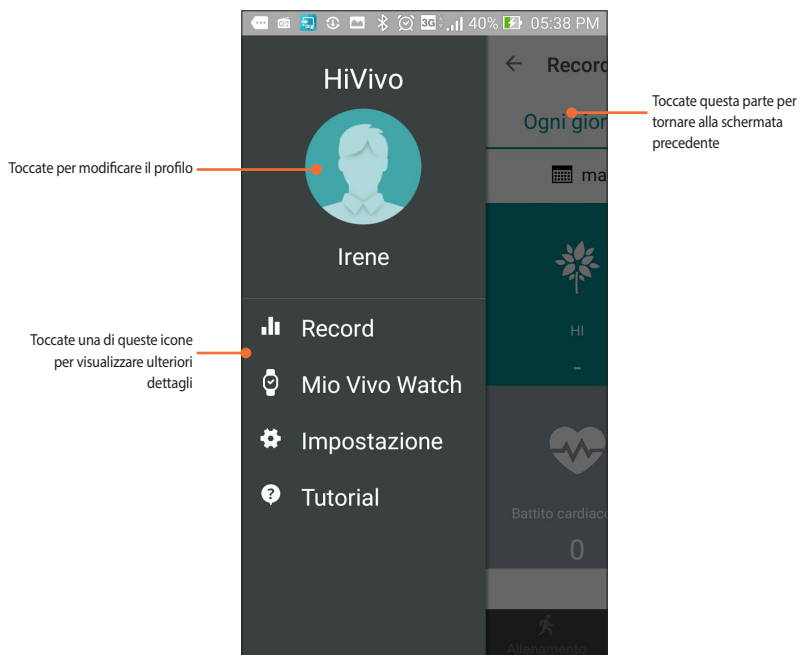 3G 40% 05:38 PM
HiVivo
Irene
Record
Mio Vivo Watch
Impostazione
Tutorial
Record
Ogni gior
ma
HI
-
Battito cardiac
0
Allenamento
Toccate per modificare il profilo
Toccate una di queste icone
per visualizzare ulteriori
dettagli
Toccate questa parte per
tornare alla schermata
precedente